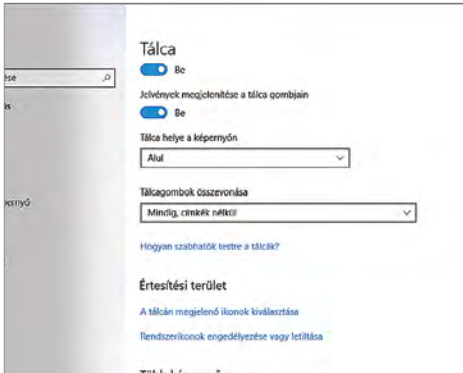 Tálca
Be
Jelvények megjelenítése a tálca gombjain
Be
Tálca helye a képernyőn
Alul
Tálcagombok összevonása
Mindig, címkék nélkül
Hogyan szabhatók testre a tálcák?
Értesítési terület
A tálcán megjelenő ikonok kiválasztása
Rendszerikonok engedélyezése vagy letiltása